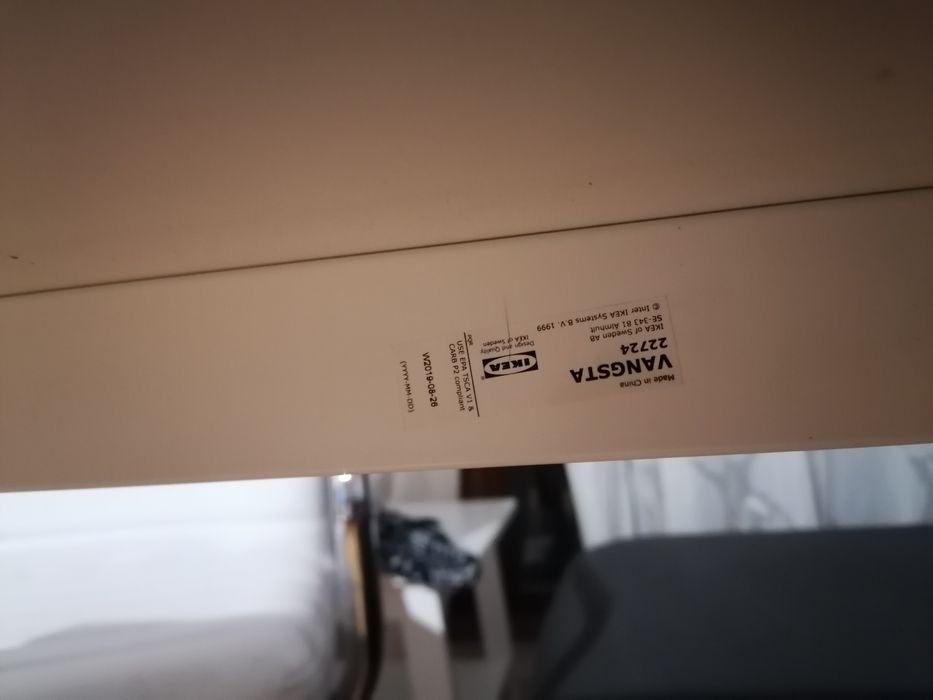 Made in China
VANGSTA
22724
IKEA of Sweden AB
SE-343 81 Älmhult
© Inter IKEA Systems B.V. 1999
IKEA
®
Design and Quality
IKEA of Sweden
USE EPA TSCA V1 &
CARB P2 compliant
W2019-08-26
(YYYY-MM-DD)